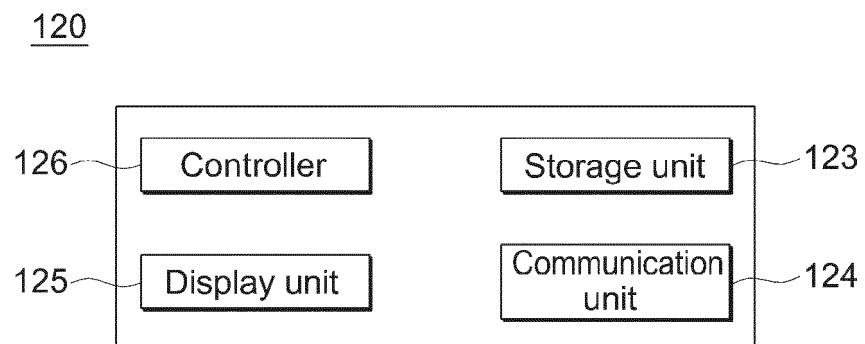 120
126 Controller Storage unit 123
125 Display unit Communication unit 124